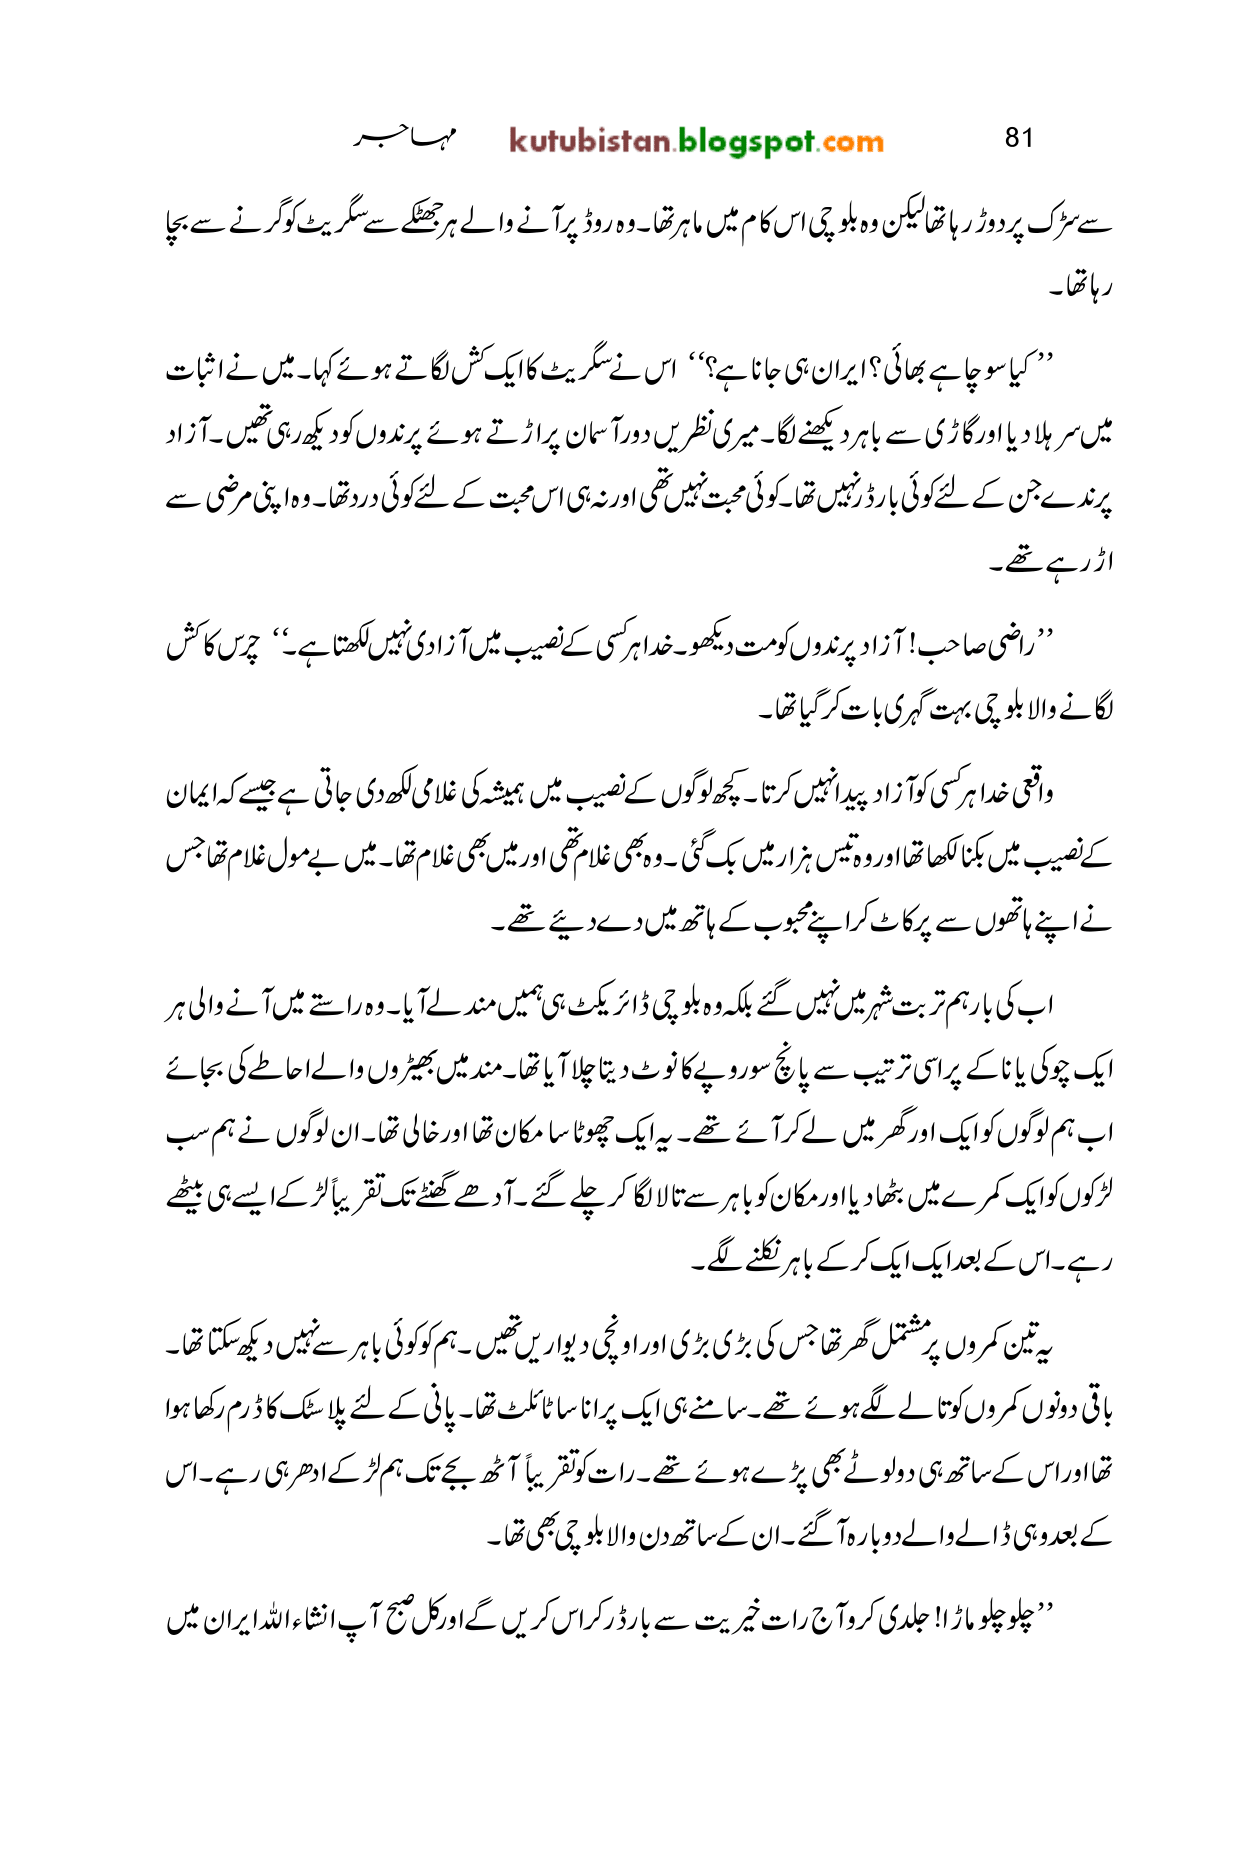 81 kutubistan.blogspot.com مہاجر
سے سڑک پر دوڑ رہا تھا لیکن وہ بلوچی اس کام میں ماہر تھا۔ وہ روڈ پر آنے والے ہر جھٹکے سے سگریٹ کو گرنے سے بچا
رہا تھا۔
’’کیا سوچا ہے بھائی؟ ایران ہی جانا ہے؟‘‘ اس نے سگریٹ کا ایک کش لگاتے ہوئے کہا۔ میں نے اثبات
میں سر ہلا دیا اور گاڑی سے باہر دیکھنے لگا۔ میری نظریں دور آسمان پر اڑتے ہوئے پرندوں کو دیکھ رہی تھیں۔ آزاد
پرندے جن کے لئے کوئی بارڈر نہیں تھا۔ کوئی محبت نہیں تھی اور نہ ہی اس محبت کے لئے کوئی درد تھا۔ وہ اپنی مرضی سے
اڑ رہے تھے۔
’’راضی صاحب! آزاد پرندوں کو مت دیکھو۔ خدا ہر کسی کے نصیب میں آزادی نہیں لکھتا ہے۔‘‘ چرس کا کش
لگانے والا بلوچی بہت گہری بات کر گیا تھا۔
واقعی خدا ہر کسی کو آزاد پیدا نہیں کرتا۔ کچھ لوگوں کے نصیب میں ہمیشہ کی غلامی لکھ دی جاتی ہے جیسے کہ ایمان
کے نصیب میں بکنا لکھا تھا اور وہ تیس ہزار میں بک گئی۔ وہ بھی غلام تھی اور میں بھی غلام تھا۔ میں بے مول غلام تھا جس
نے اپنے ہاتھوں سے پر کاٹ کر اپنے محبوب کے ہاتھ میں دے دیئے تھے۔
اب کی بار ہم تربت شہر میں نہیں گئے بلکہ وہ بلوچی ڈائریکٹ ہی ہمیں مند لے آیا۔ وہ راستے میں آنے والی ہر
ایک چوکی یا ناکے پر اسی ترتیب سے پانچ سو روپے کا نوٹ دیتا چلا آیا تھا۔ مند میں بھیڑوں والے احاطے کی بجائے
اب ہم لوگوں کو ایک اور گھر میں لے کر آئے تھے۔ یہ ایک چھوٹا سا مکان تھا اور خالی تھا۔ ان لوگوں نے ہم سب
لڑکوں کو ایک کمرے میں بٹھا دیا اور مکان کو باہر سے تالا لگا کر چلے گئے۔ آدھے گھنٹے تک تقریباً لڑکے ایسے ہی بیٹھے
رہے۔ اس کے بعد ایک ایک کر کے باہر نکلنے لگے۔
یہ تین کمروں پر مشتمل گھر تھا جس کی بڑی بڑی اور اونچی دیواریں تھیں۔ ہم کو کوئی باہر سے نہیں دیکھ سکتا تھا۔
باقی دونوں کمروں کو تالے لگے ہوئے تھے۔ سامنے ہی ایک پرانا سا ٹائلٹ تھا۔ پانی کے لئے پلاسٹک کا ڈرم رکھا ہوا
تھا اور اس کے ساتھ ہی دو لوٹے بھی پڑے ہوئے تھے۔ رات کو تقریباً آٹھ بجے تک ہم لڑکے ادھر ہی رہے۔ اس
کے بعد وہی ڈالے والے دوبارہ آ گئے۔ ان کے ساتھ دن والا بلوچی بھی تھا۔
’’چلو چلو ماڑا! جلدی کرو آج رات خیریت سے بارڈر کراس کریں گے اور کل صبح آپ انشاءاللہ ایران میں